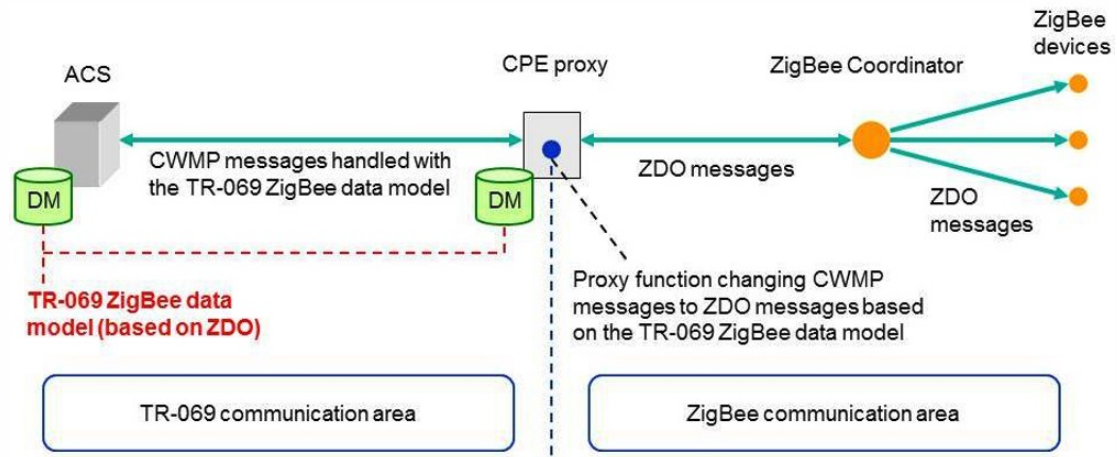 ZigBee
devices
ACS
CPE proxy
ZigBee Coordinator
CWMP messages handled with
the TR-069 ZigBee data model
ZDO messages
DM
DM
ZDO
messages
TR-069 ZigBee data
model (based on ZDO)
Proxy function changing CWMP
messages to ZDO messages based
on the TR-069 ZigBee data model
TR-069 communication area
ZigBee communication area